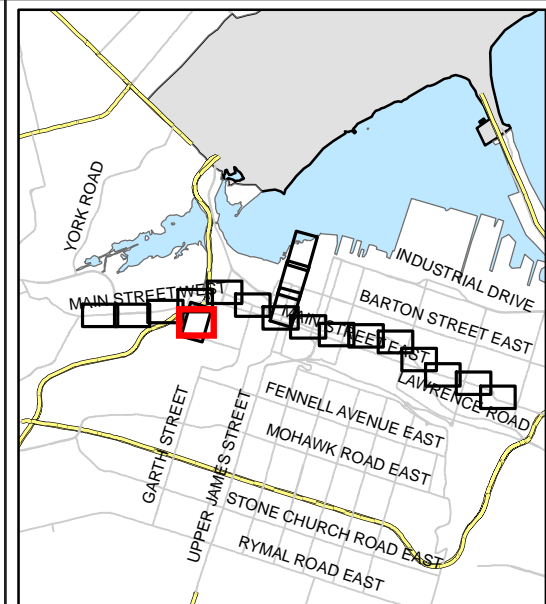 YORK ROAD
MAIN STREET WEST
INDUSTRIAL DRIVE
BARTON STREET EAST
MAIN STREET EAST
LAWRENCE ROAD
GARTH STREET
UPPER JAMES STREET
FENNELL AVENUE EAST
MOHAWK ROAD EAST
STONE CHURCH ROAD EAST
RYMAL ROAD EAST